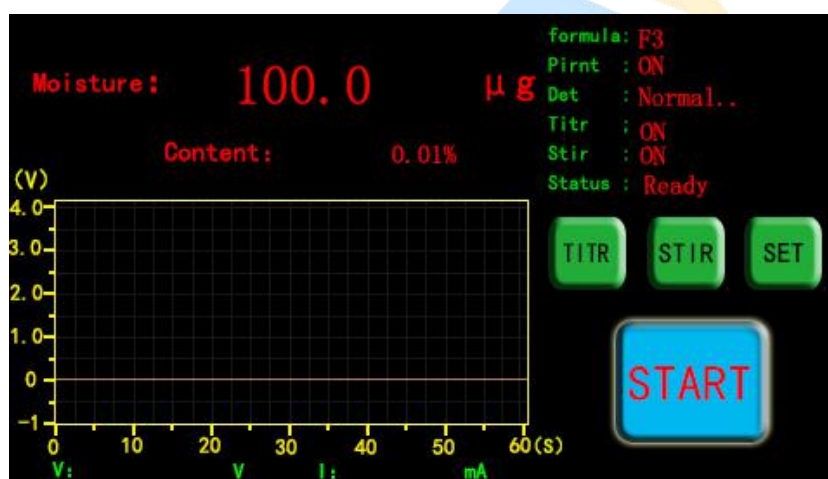 formula: F3
Pirnt : ON
Moisture: 100.0 μg
Det : Normal..
Titr : ON
Content: 0.01%
Stir : ON
Status : Ready
(V)
4.0
3.0
2.0
1.0
0
-1
0 10 20 30 40 50 60(S)
V: V I: mA
TITR STIR SET
START